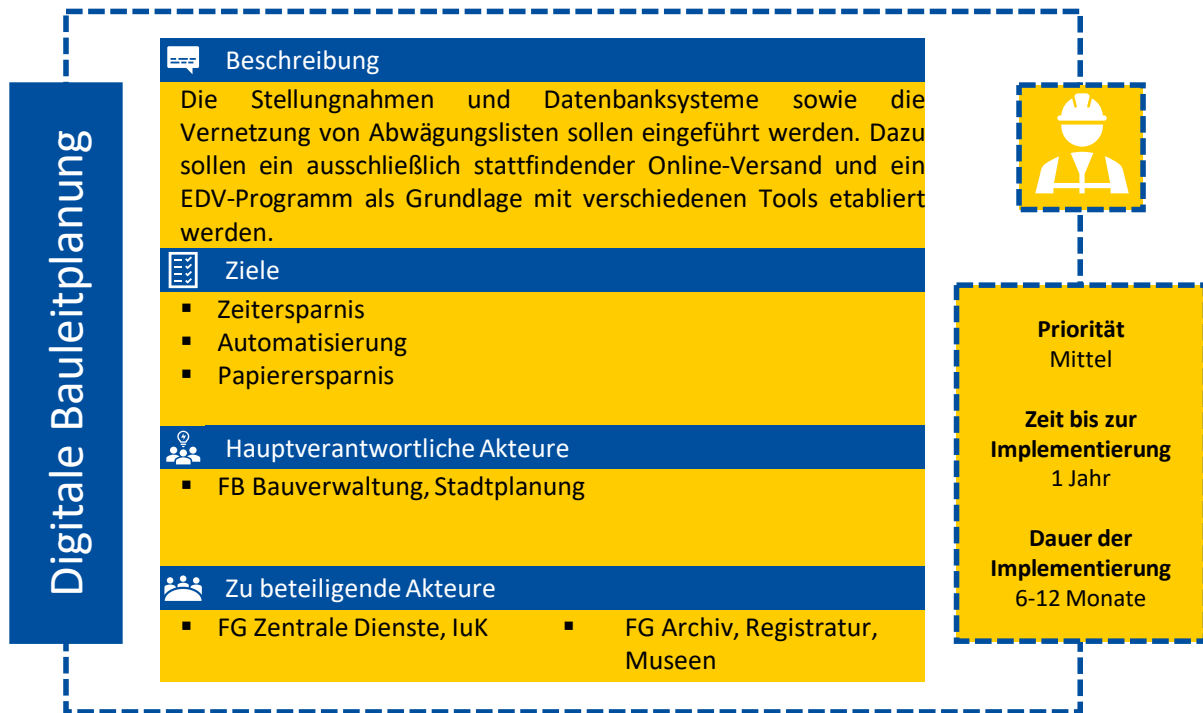 Digitale Bauleitplanung
Beschreibung
Die Stellungnahmen und Datenbanksysteme sowie die
Vernetzung von Abwägungslisten sollen eingeführt werden. Dazu
sollen ein ausschließlich stattfindender Online-Versand und ein
EDV-Programm als Grundlage mit verschiedenen Tools etabliert
werden.
Ziele
▪ Zeitersparnis
▪ Automatisierung
▪ Papierersparnis
Hauptverantwortliche Akteure
▪ FB Bauverwaltung, Stadtplanung
Zu beteiligende Akteure
▪ FG Zentrale Dienste, IuK
▪ FG Archiv, Registratur,
Museen
Priorität
Mittel
Zeit bis zur
Implementierung
1 Jahr
Dauer der
Implementierung
6-12 Monate